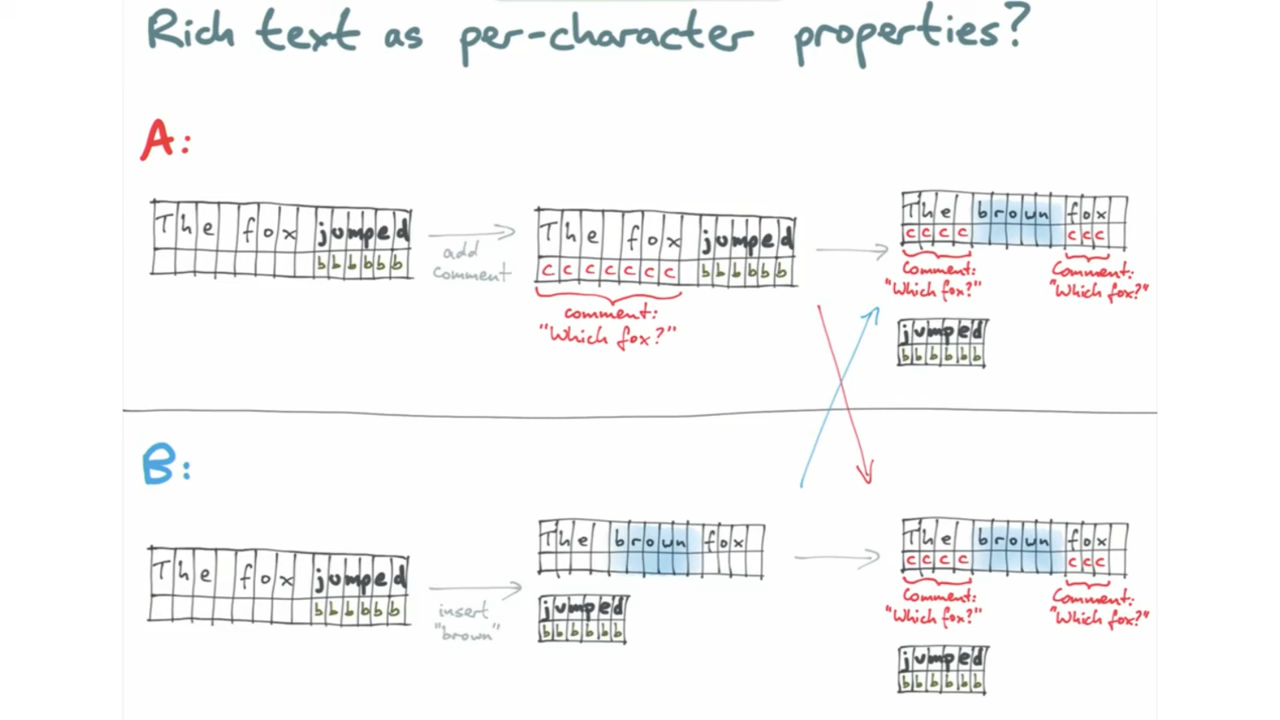 Rich text as per-character properties?
A:
The fox jumped
bbbbbb
add
comment
The fox jumped
ccccccc bbbbbb
comment:
"Which fox?"
The brown fox
cccc ccc
Comment:
"Which fox?"
Comment:
"Which fox?"
jumped
bbbbbb
B:
The fox jumped
bbbbbb
insert
"brown"
The brown fox
jumped
bbbbbb
The brown fox
cccc ccc
Comment:
"Which fox?"
Comment:
"Which fox?"
jumped
bbbbbb